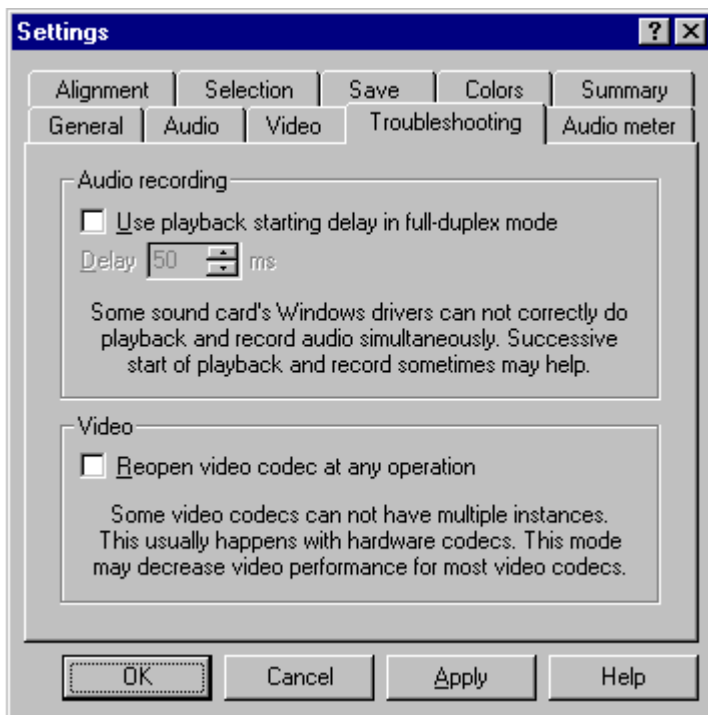 Settings
Alignment Selection Save Colors Summary
General Audio Video Troubleshooting Audio meter
Audio recording
Use playback starting delay in full-duplex mode
Delay 50 ms
Some sound card's Windows drivers can not correctly do
playback and record audio simultaneously. Successive
start of playback and record sometimes may help.
Video
Reopen video codec at any operation
Some video codecs can not have multiple instances.
This usually happens with hardware codecs. This mode
may decrease video performance for most video codecs.
OK Cancel Apply Help